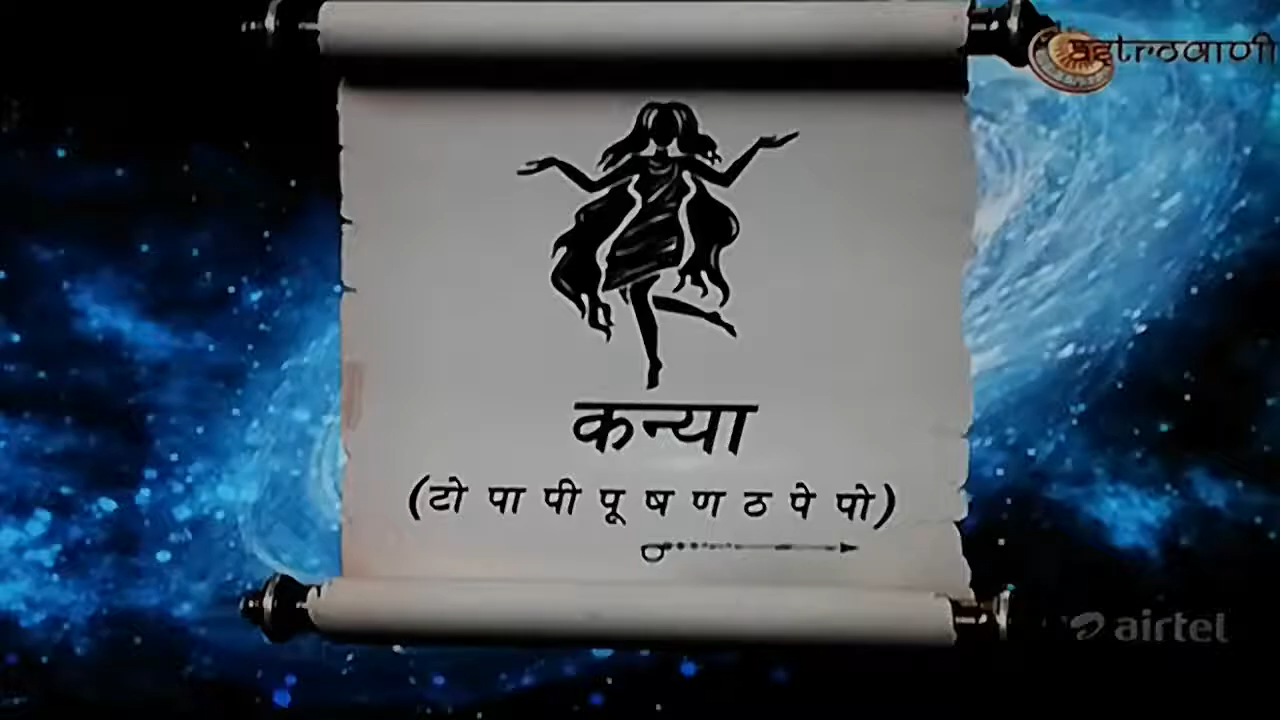 astroवाणी
कन्या
(टो पा पी पू ष ण ठ पे पो)
airtel